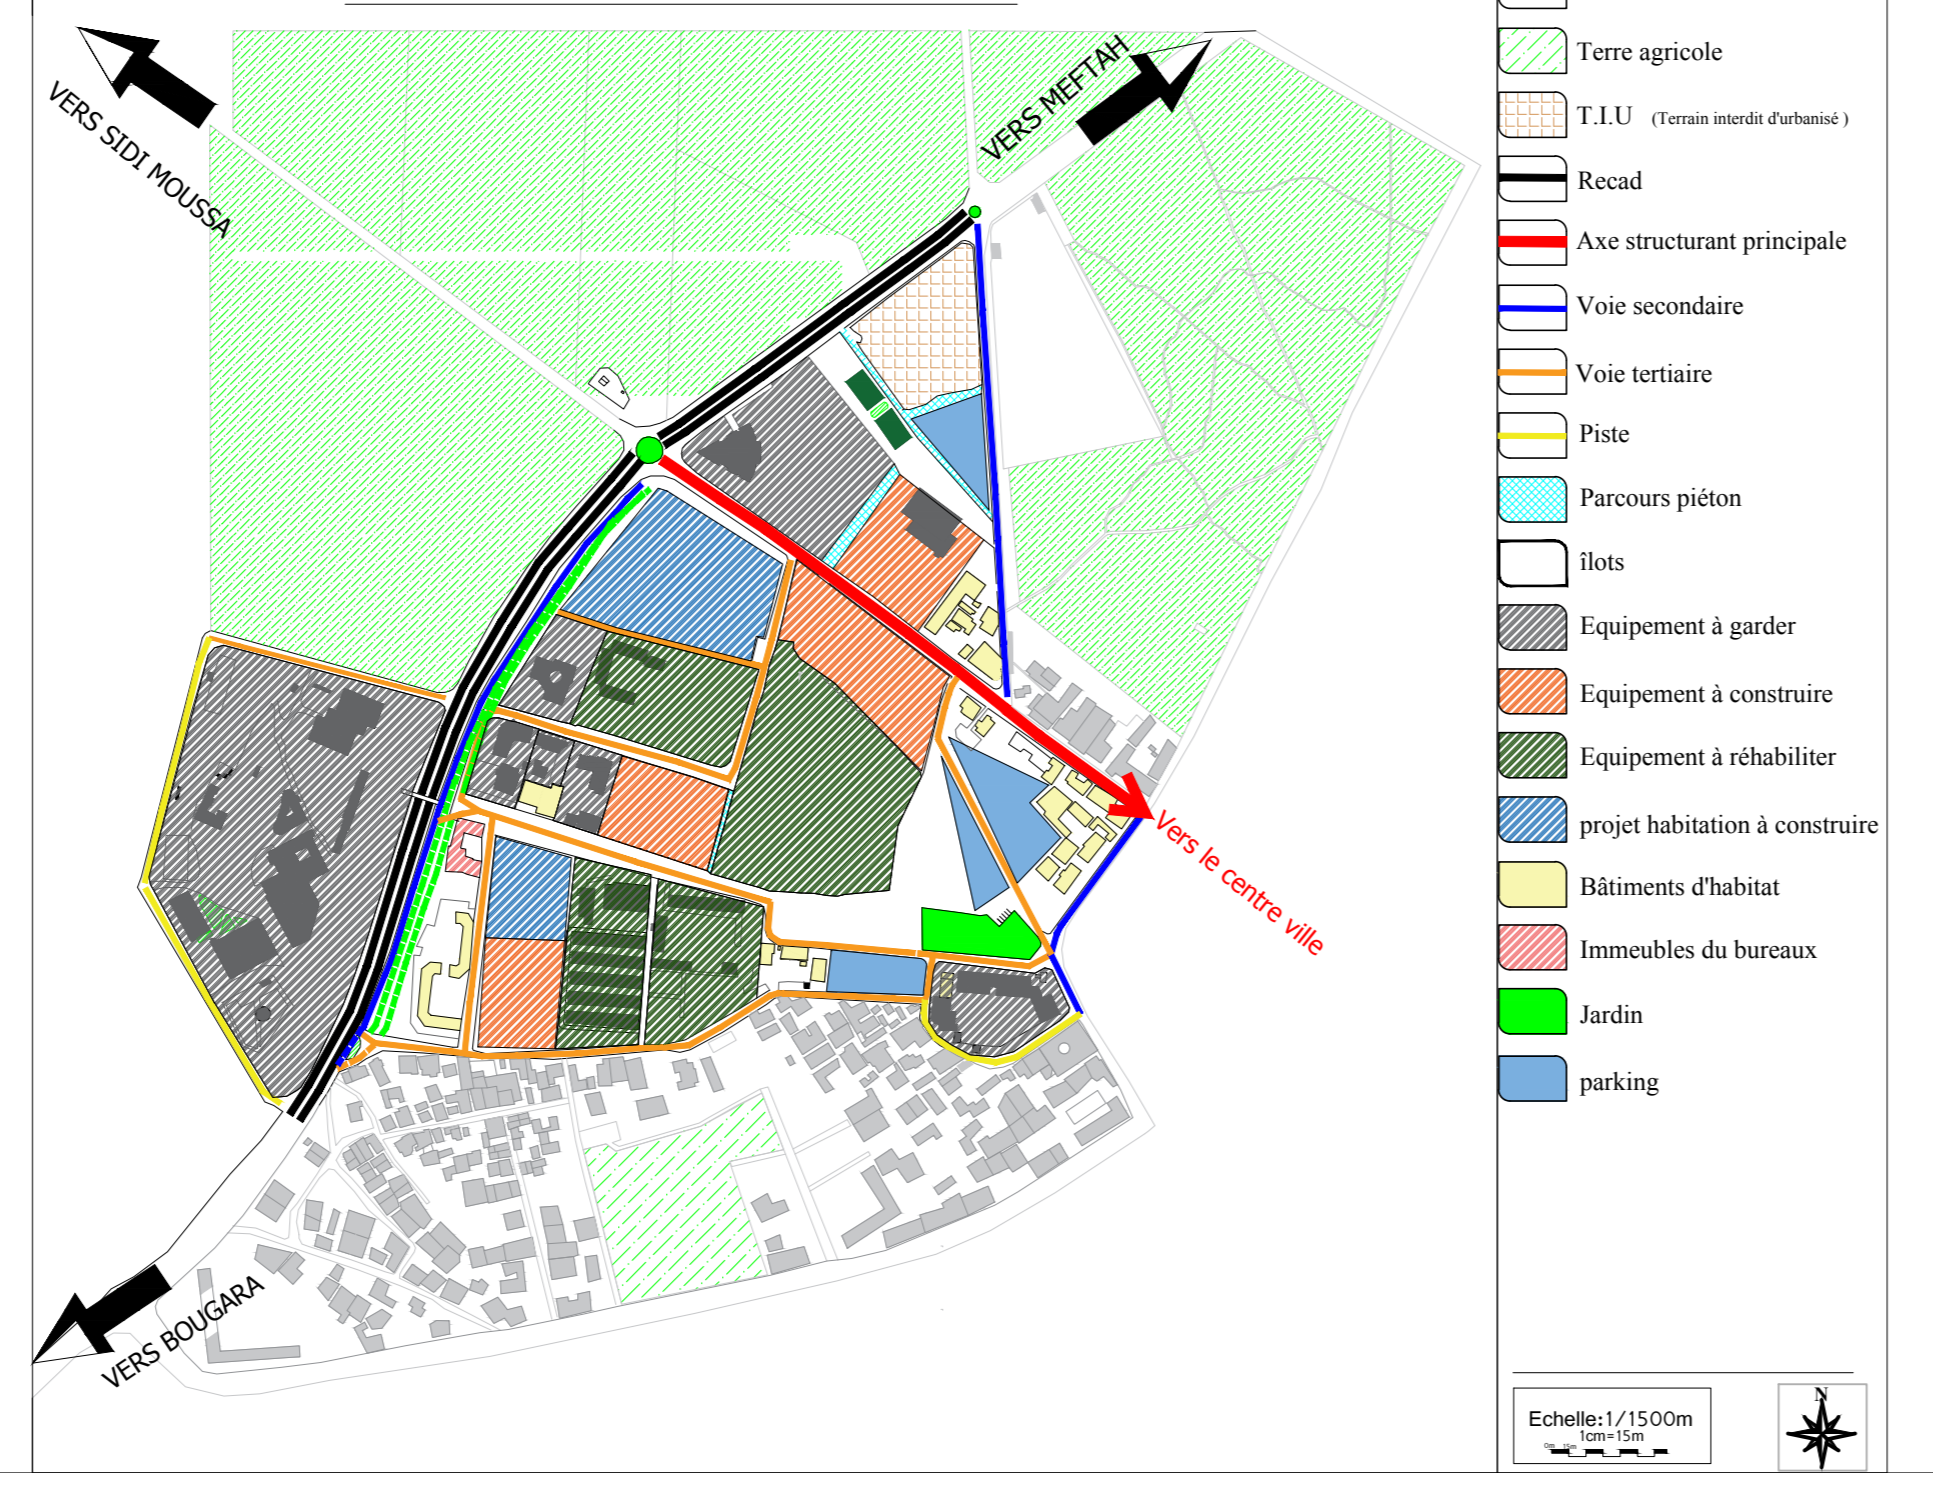 VERS SIDI MOUSSA
VERS MEFTAH
Vers le centre ville
VERS BOUGARA
Terre agricole
T.I.U (Terrain interdit d'urbanisé )
Recad
Axe structurant principale
Voie secondaire
Voie tertiaire
Piste
Parcours piéton
îlots
Equipement à garder
Equipement à construire
Equipement à réhabiliter
projet habitation à construire
Bâtiments d'habitat
Immeubles du bureaux
Jardin
parking
Echelle:1/1500m
1cm=15m
0m 15m
N